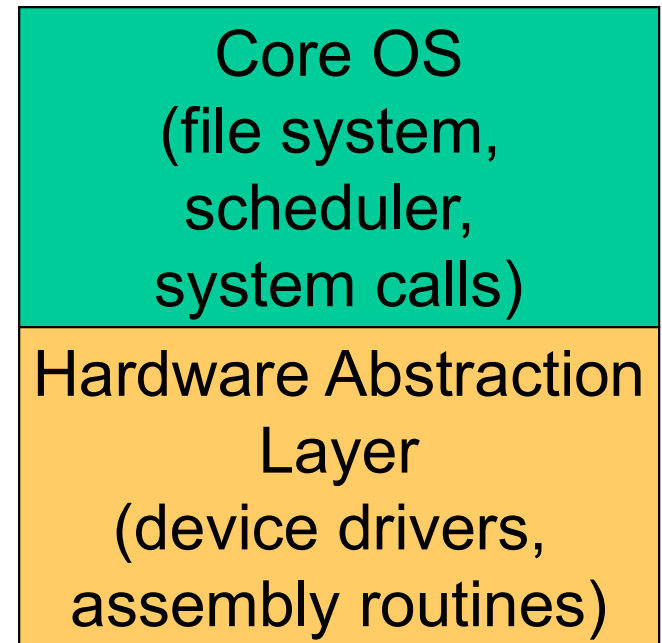 Core OS
(file system,
scheduler,
system calls)
Hardware Abstraction
Layer
(device drivers,
assembly routines)